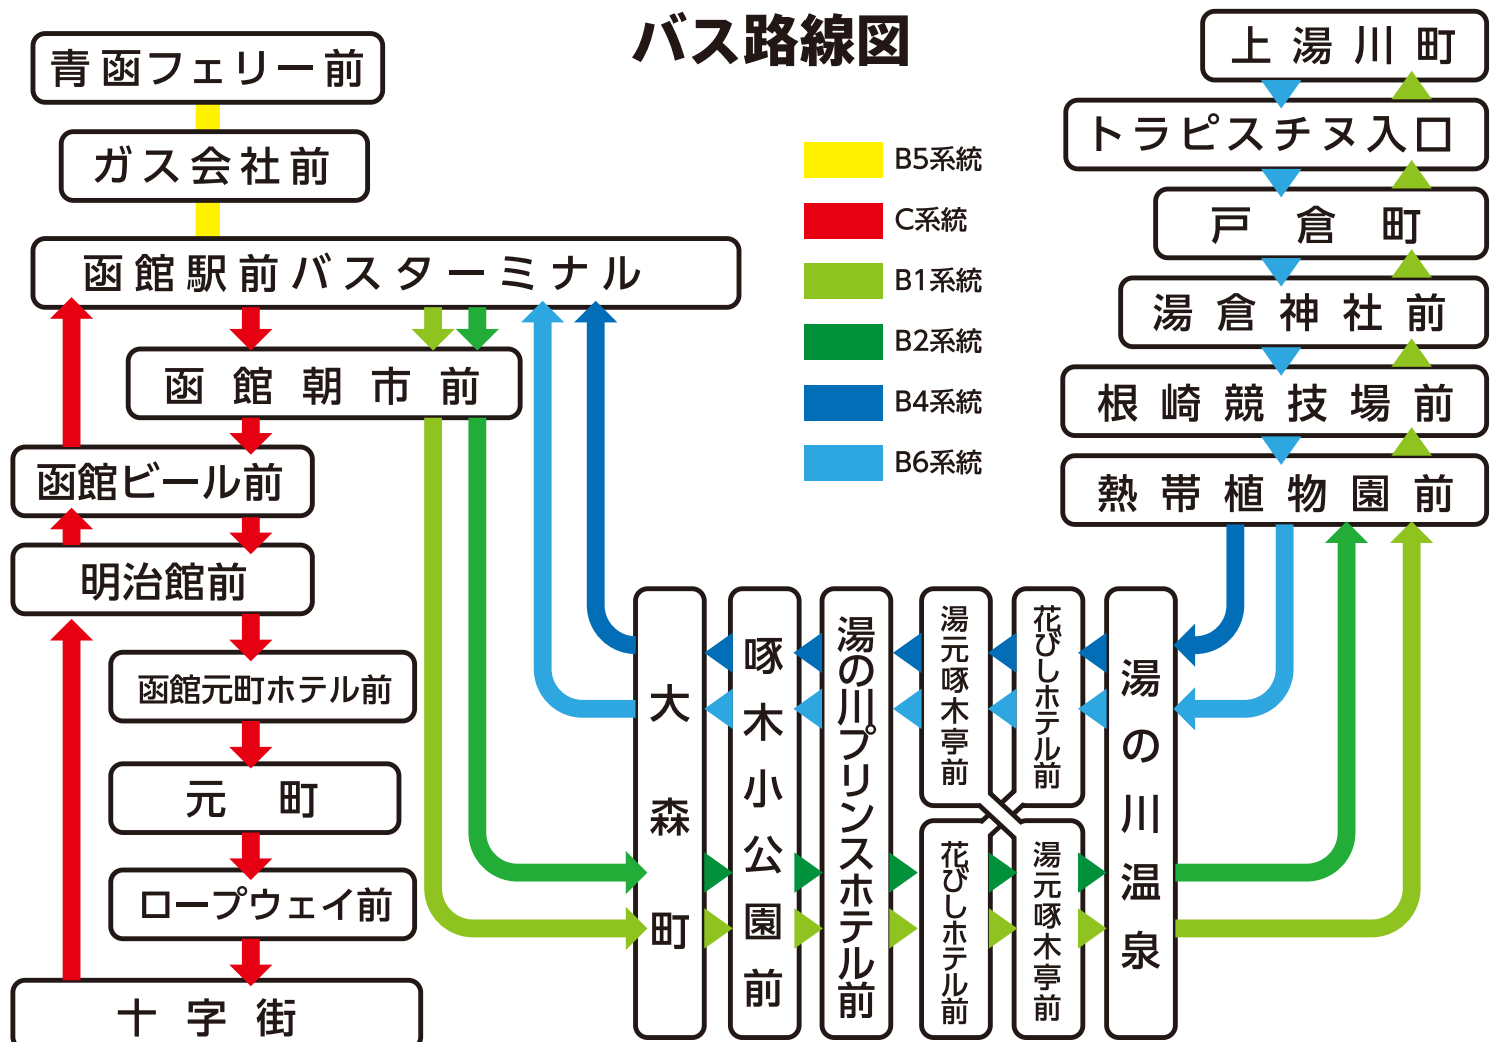 バス路線図
青函フェリー前
ガス会社前
函館駅前バスターミナル
函館朝市前
函館ビール前
明治館前
函館元町ホテル前
元町
ロープウェイ前
十字街
B5系統
C系統
B1系統
B2系統
B4系統
B6系統
上湯川町
トラピスチヌ入口
戸倉町
湯倉神社前
根崎競技場前
熱帯植物園前
大森町
啄木小公園前
湯の川プリンスホテル前
湯元啄木亭前
花びしホテル前
花びしホテル前
湯元啄木亭前
湯の川温泉